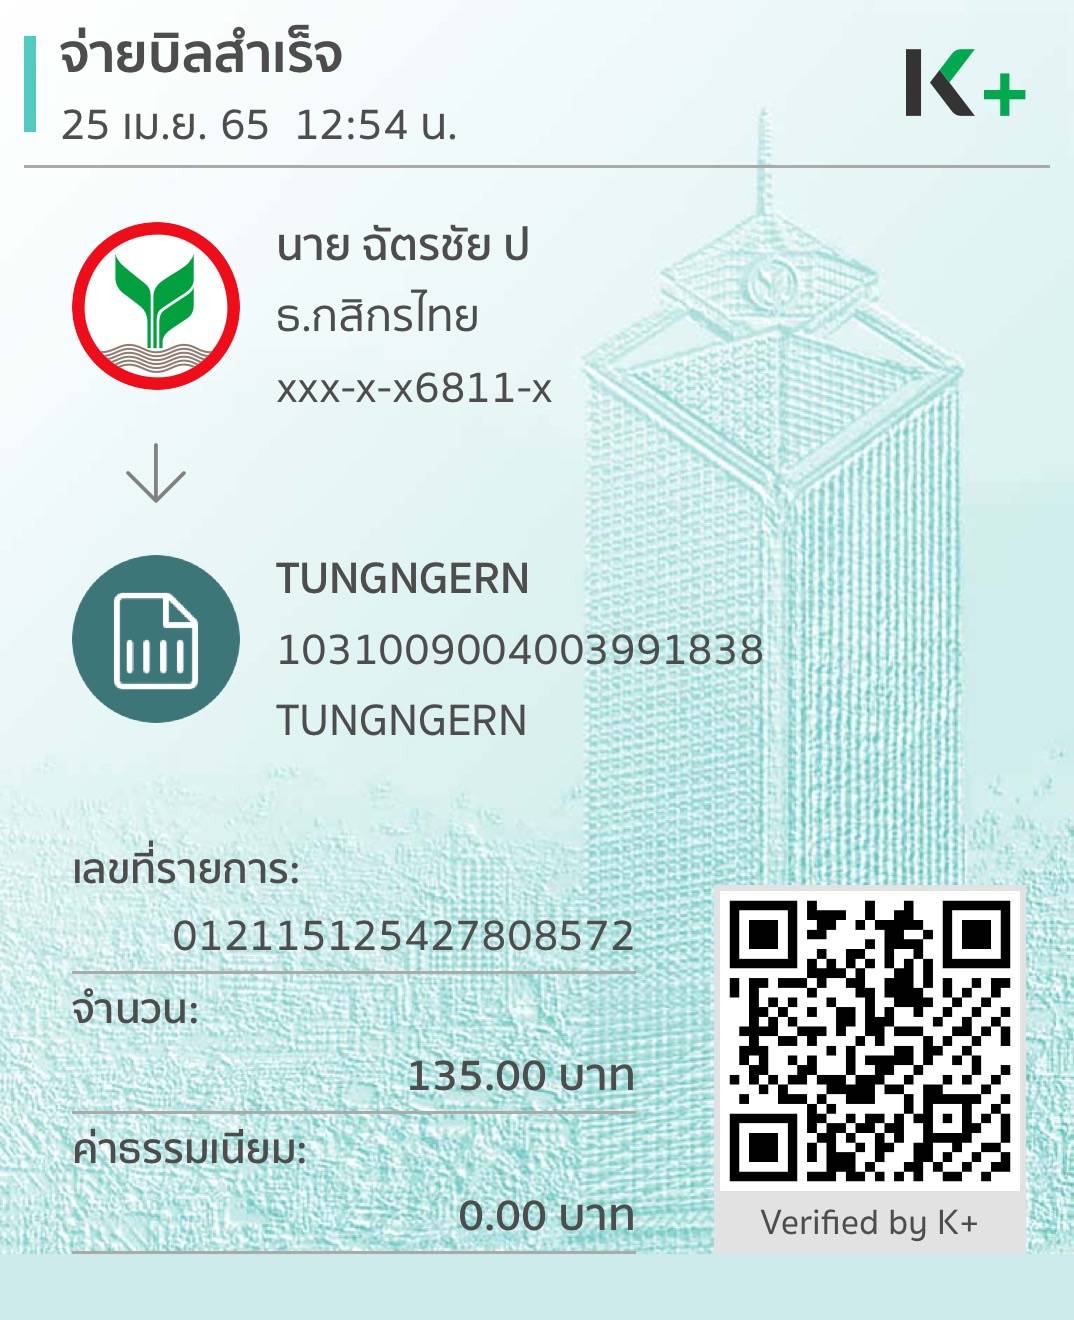 จ่ายบิลสำเร็จ
25 เม.ย. 65 12:54 น.
K+
นาย ฉัตรชัย ป
ธ.กสิกรไทย
xxx-x-x6811-x
TUNGNGERN
1031009004003991838
TUNGNGERN
เลขที่รายการ:
012115125427808572
จำนวน:
135.00 บาท
ค่าธรรมเนียม:
0.00 บาท
Verified by K+